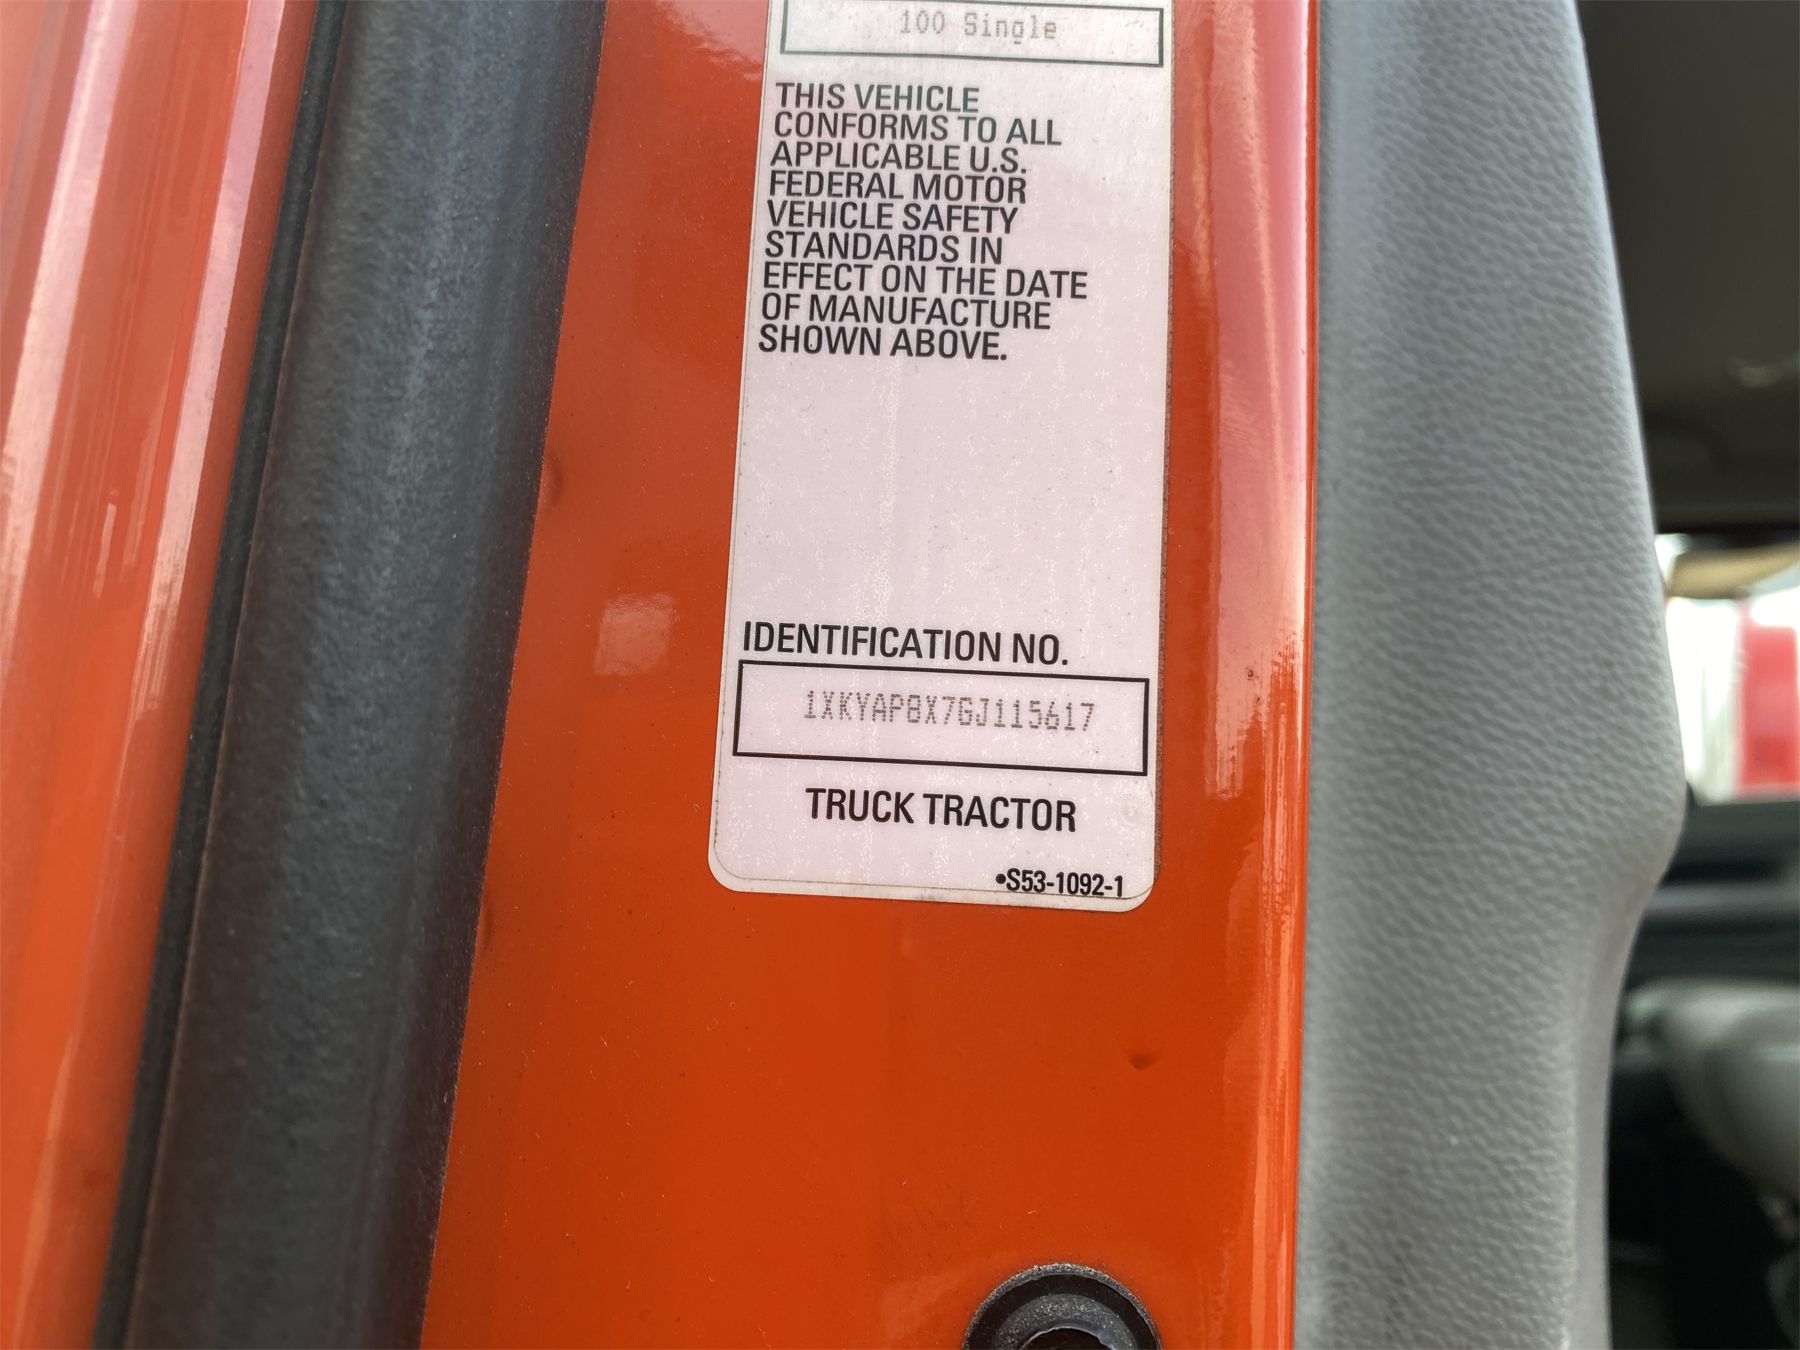 100 Single
THIS VEHICLE
CONFORMS TO ALL
APPLICABLE U.S.
FEDERAL MOTOR
VEHICLE SAFETY
STANDARDS IN
EFFECT ON THE DATE
OF MANUFACTURE
SHOWN ABOVE.
IDENTIFICATION NO.
1XKYAP8X7GJ115617
TRUCK TRACTOR
•S53-1092-1